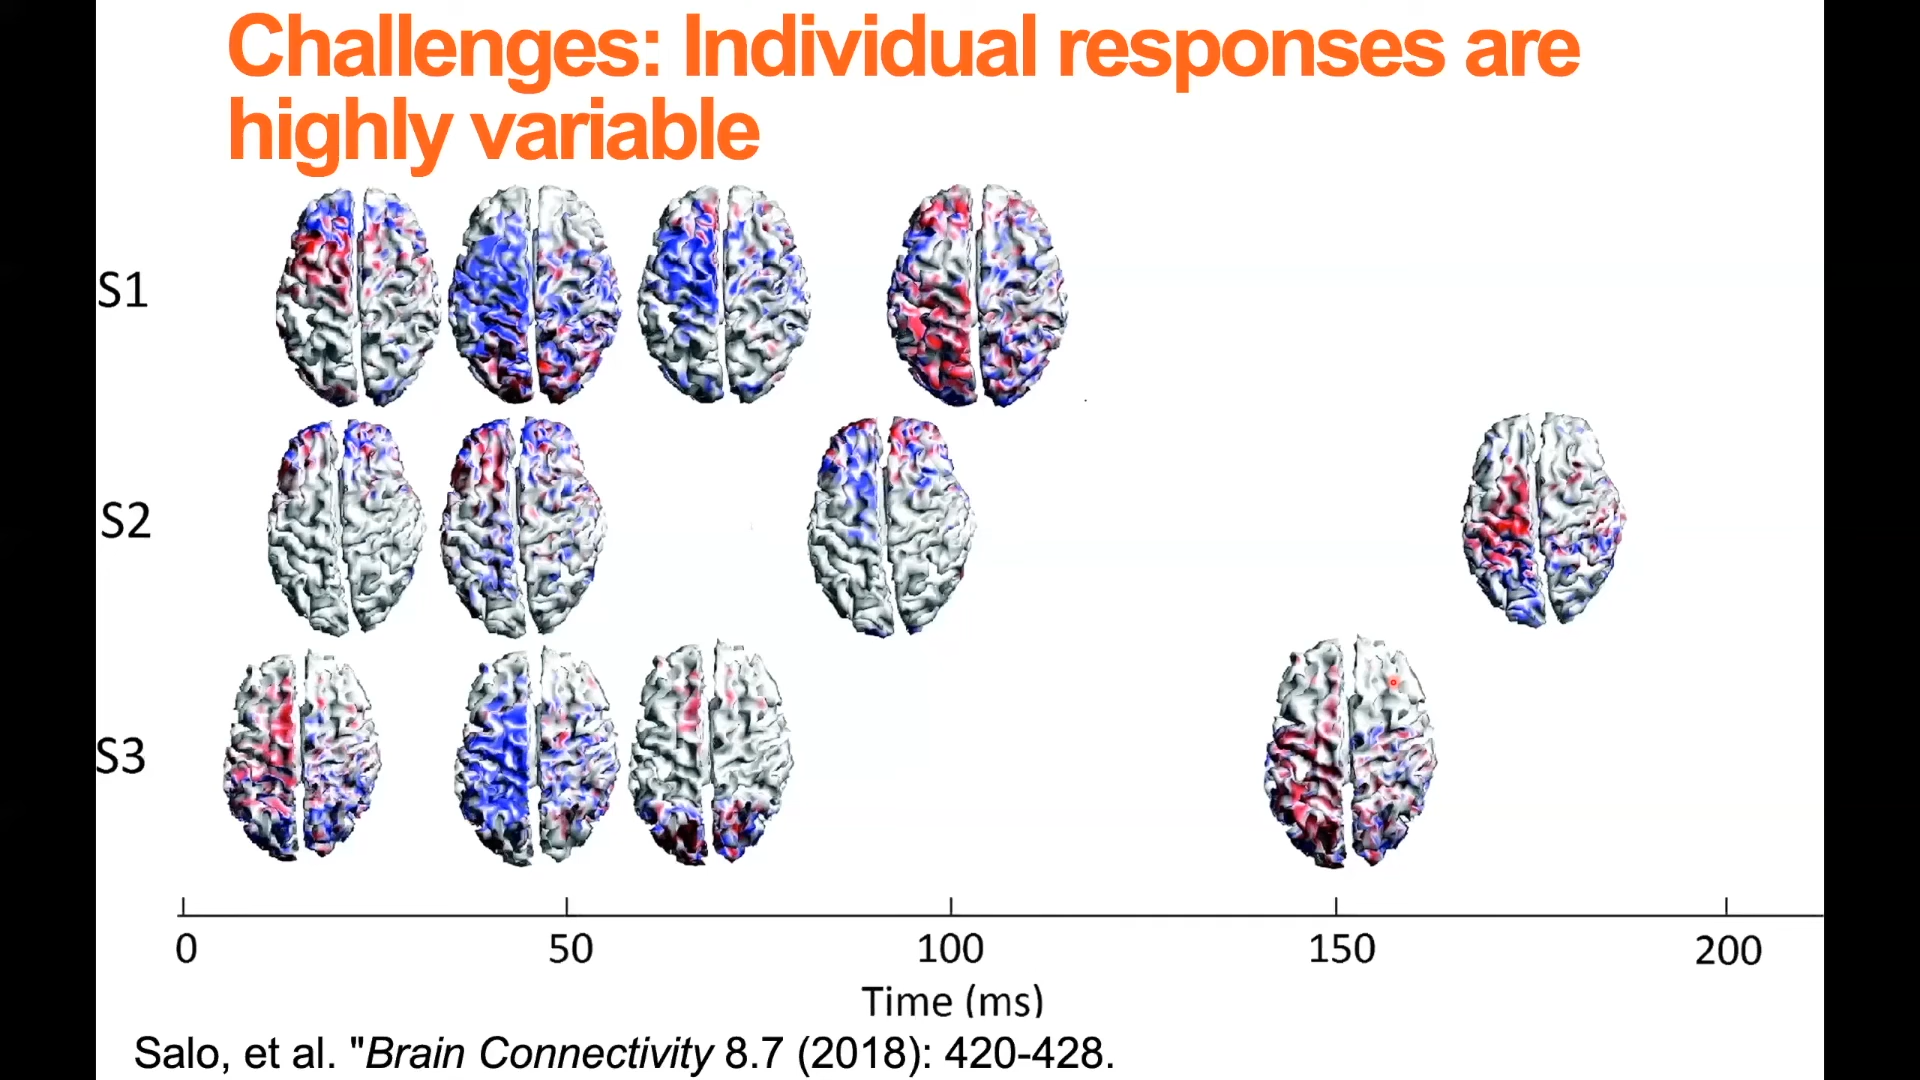 Challenges: Individual responses are
highly variable
S1
S2
S3
0 50 100 150 200
Time (ms)
Salo, et al. "Brain Connectivity 8.7 (2018): 420-428.